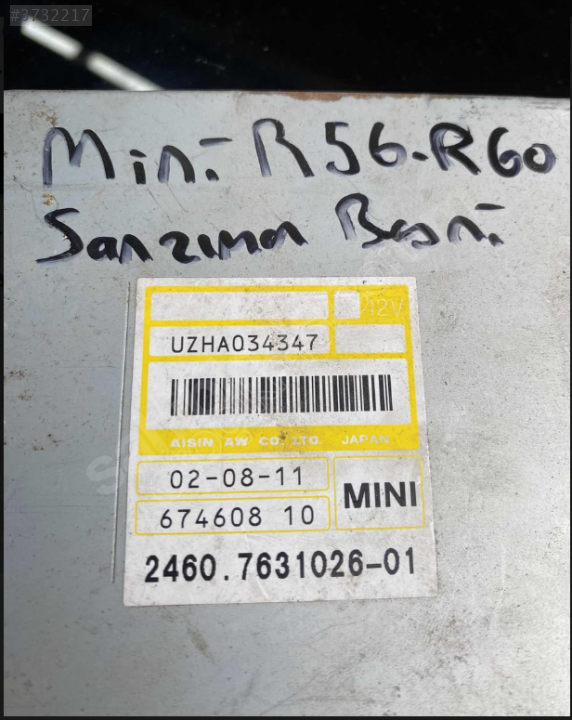 #3732217
Mini R56-R60
Sanzıman Beyni
12V
UZHA034347
AISIN AW CO. LTD. JAPAN
02-08-11
674608 10
MINI
2460.7631026-01